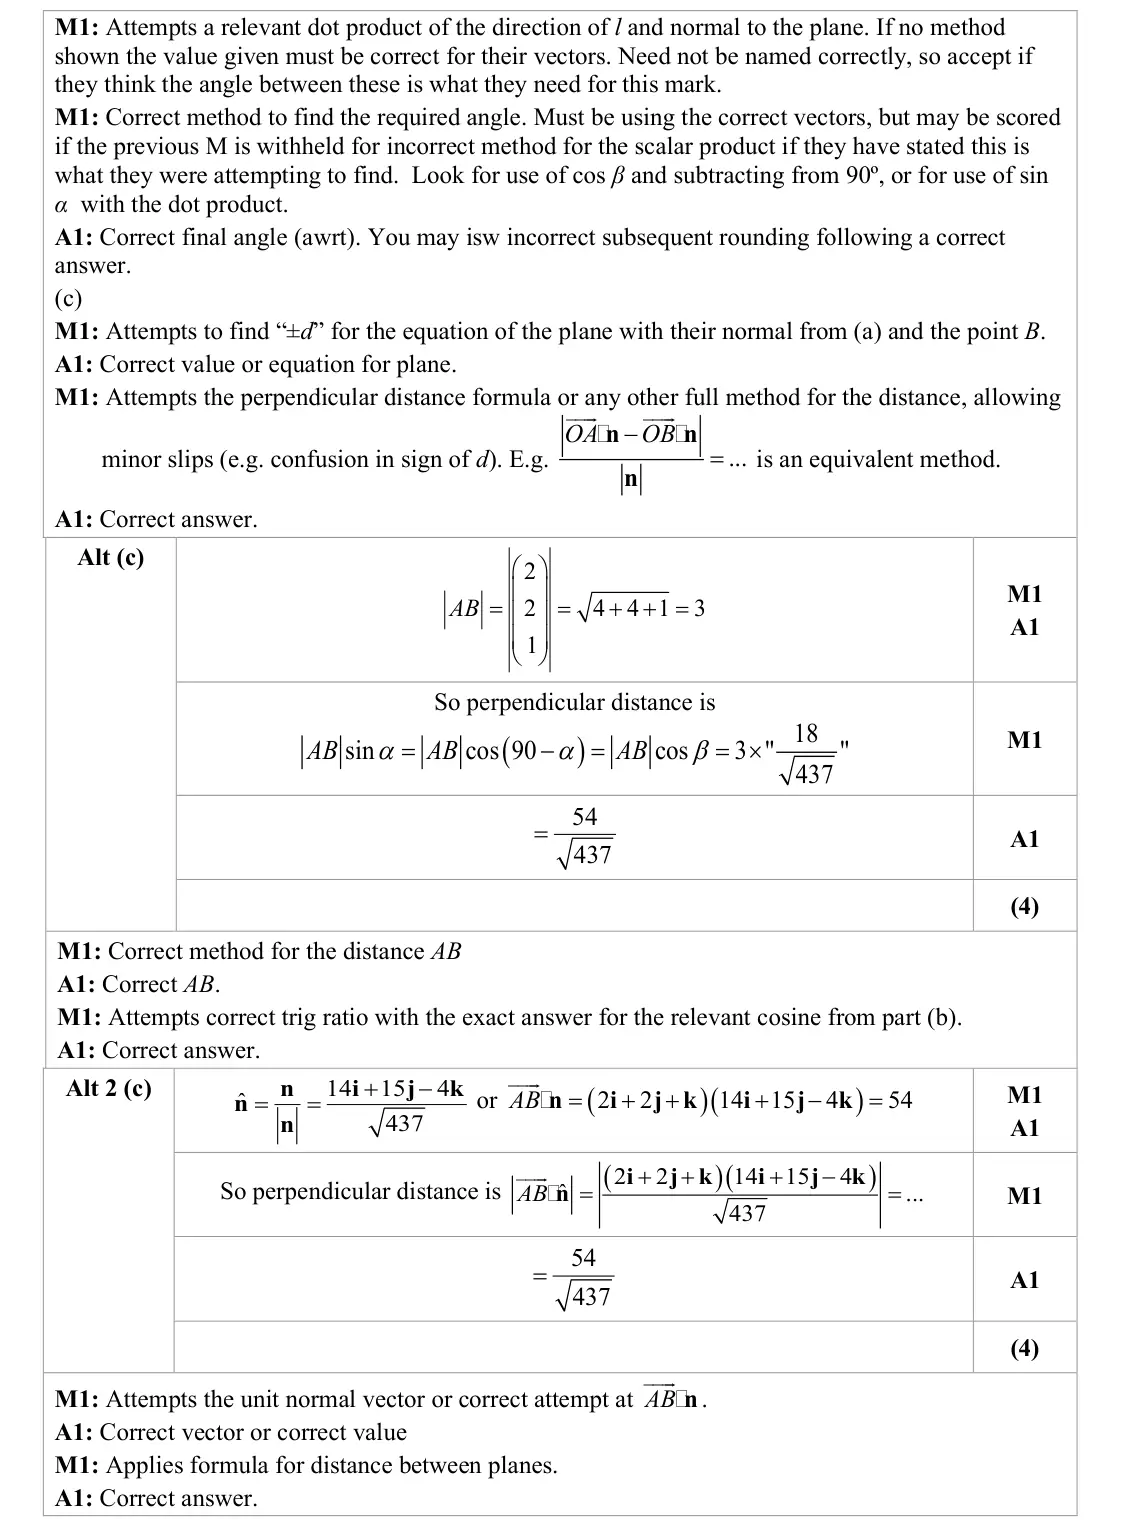 M1: Attempts a relevant dot product of the direction of l and normal to the plane. If no method
shown the value given must be correct for their vectors. Need not be named correctly, so accept if
they think the angle between these is what they need for this mark.
M1: Correct method to find the required angle. Must be using the correct vectors, but may be scored
if the previous M is withheld for incorrect method for the scalar product if they have stated this is
what they were attempting to find. Look for use of cos β and subtracting from 90º, or for use of sin
α with the dot product.
A1: Correct final angle (awrt). You may isw incorrect subsequent rounding following a correct
answer.
(c)
M1: Attempts to find “±d” for the equation of the plane with their normal from (a) and the point B.
A1: Correct value or equation for plane.
M1: Attempts the perpendicular distance formula or any other full method for the distance, allowing
minor slips (e.g. confusion in sign of d). E.g. |OA⃗□n − OB⃗□n| / |n| = ... is an equivalent method.
A1: Correct answer.
Alt (c)
|AB| = |(2 2 1)| = √(4+4+1) = 3
M1
A1
So perpendicular distance is
|AB| sin α = |AB| cos(90 − α) = |AB| cos β = 3×"18/√437"
M1
= 54/√437
A1
(4)
M1: Correct method for the distance AB
A1: Correct AB.
M1: Attempts correct trig ratio with the exact answer for the relevant cosine from part (b).
A1: Correct answer.
Alt 2 (c)
n̂ = n/|n| = (14i+15j−4k)/√437 or AB⃗□n = (2i+2j+k)(14i+15j−4k) = 54
M1
A1
So perpendicular distance is |AB⃗□n̂| = |(2i+2j+k)(14i+15j−4k)/√437| = ...
M1
= 54/√437
A1
(4)
M1: Attempts the unit normal vector or correct attempt at AB⃗□n.
A1: Correct vector or correct value
M1: Applies formula for distance between planes.
A1: Correct answer.